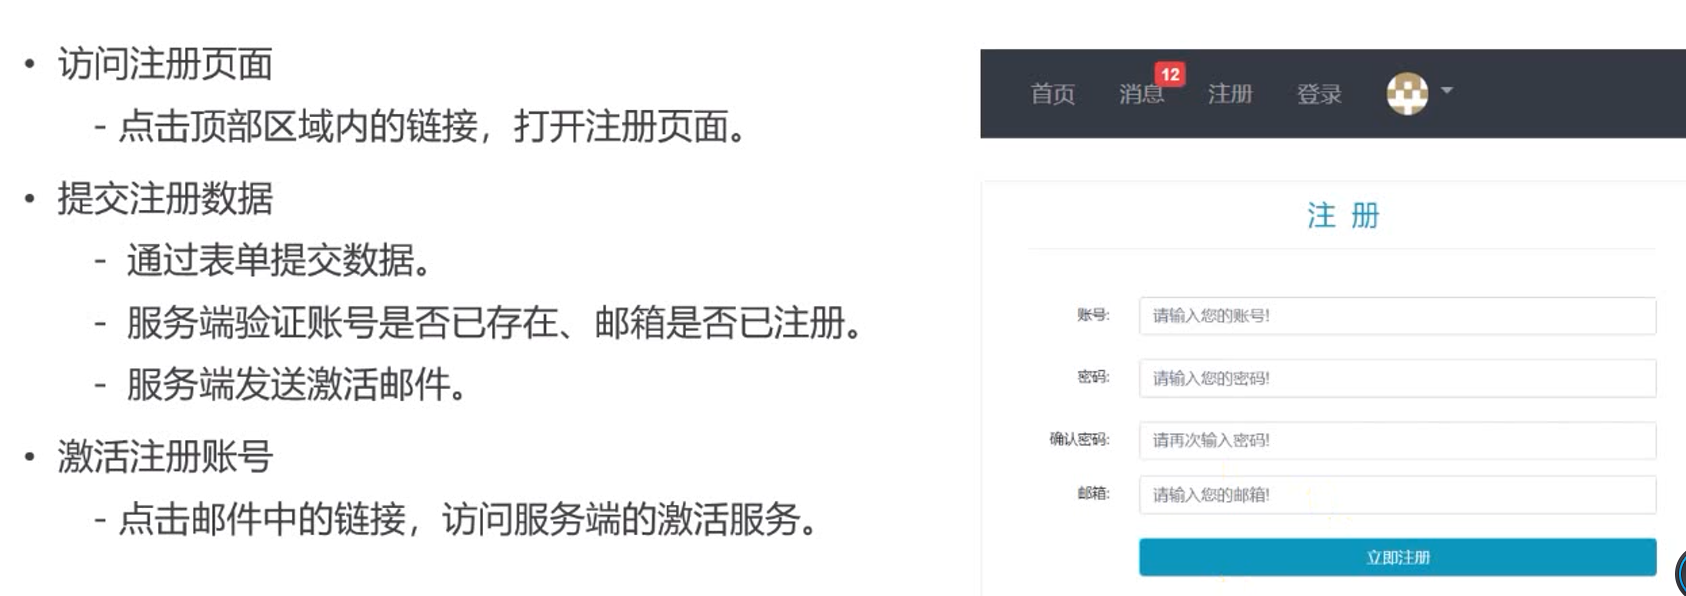 • 访问注册页面
- 点击顶部区域内的链接，打开注册页面。
• 提交注册数据
- 通过表单提交数据。
- 服务端验证账号是否已存在、邮箱是否已注册。
- 服务端发送激活邮件。
• 激活注册账号
- 点击邮件中的链接，访问服务端的激活服务。
首页 消息 12 注册 登录
注 册
账号: 请输入您的账号!
密码: 请输入您的密码!
确认密码: 请再次输入密码!
邮箱: 请输入您的邮箱!
立即注册